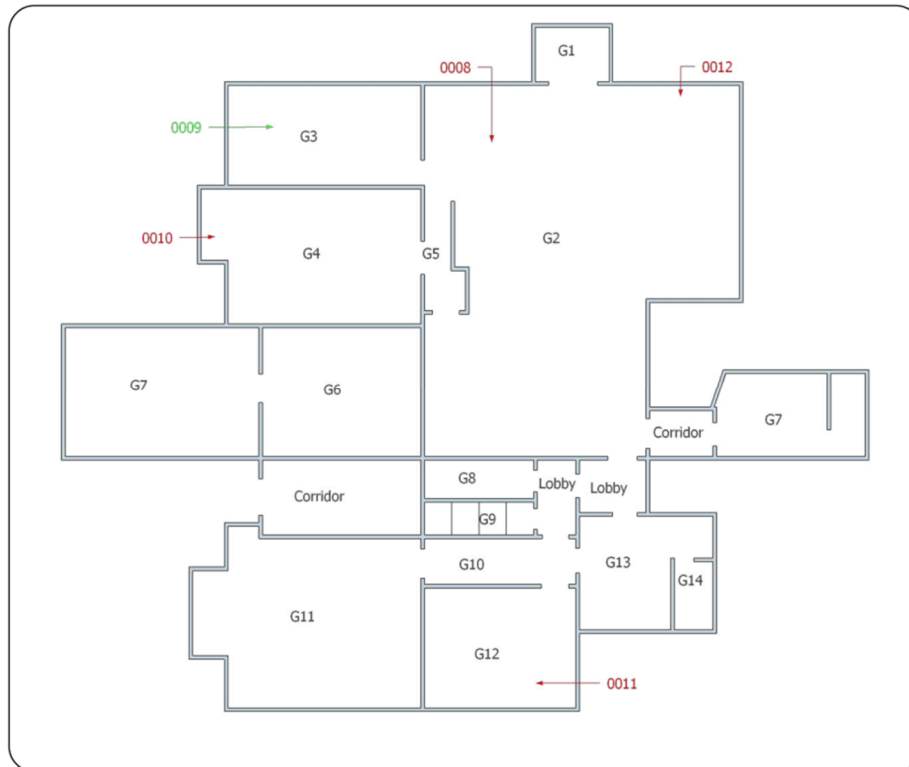 G1
0008
0012
0009
G3
0010
G4
G5
G2
G7
G6
Corridor
G7
G8
Lobby
Lobby
Corridor
G9
G10
G13
G14
G11
G12
0011